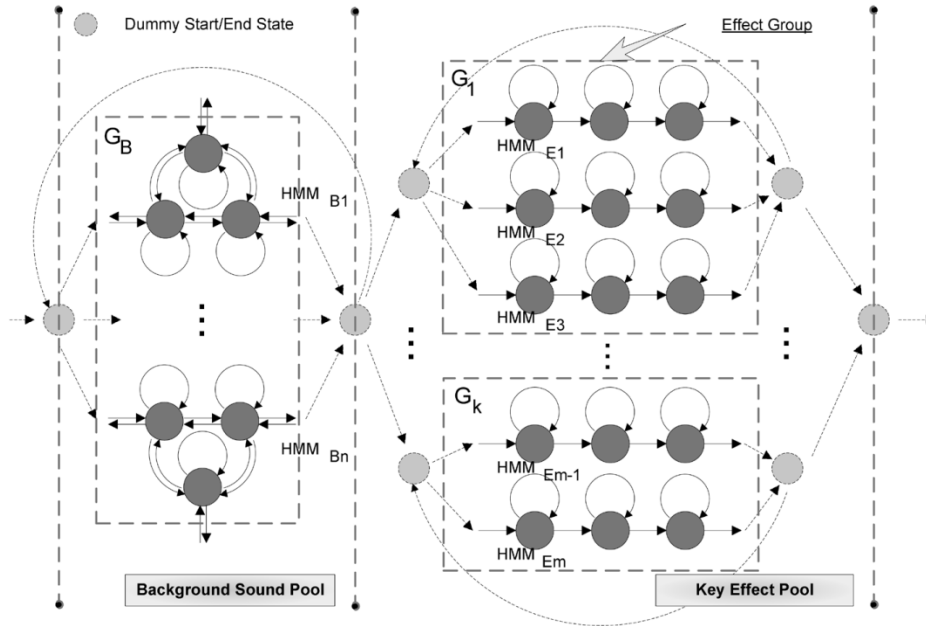 Dummy Start/End State
Effect Group
G1
GB
HMM E1
HMM B1
HMM E2
HMM E3
Gk
HMM Bn
HMM Em-1
HMM Em
Background Sound Pool
Key Effect Pool